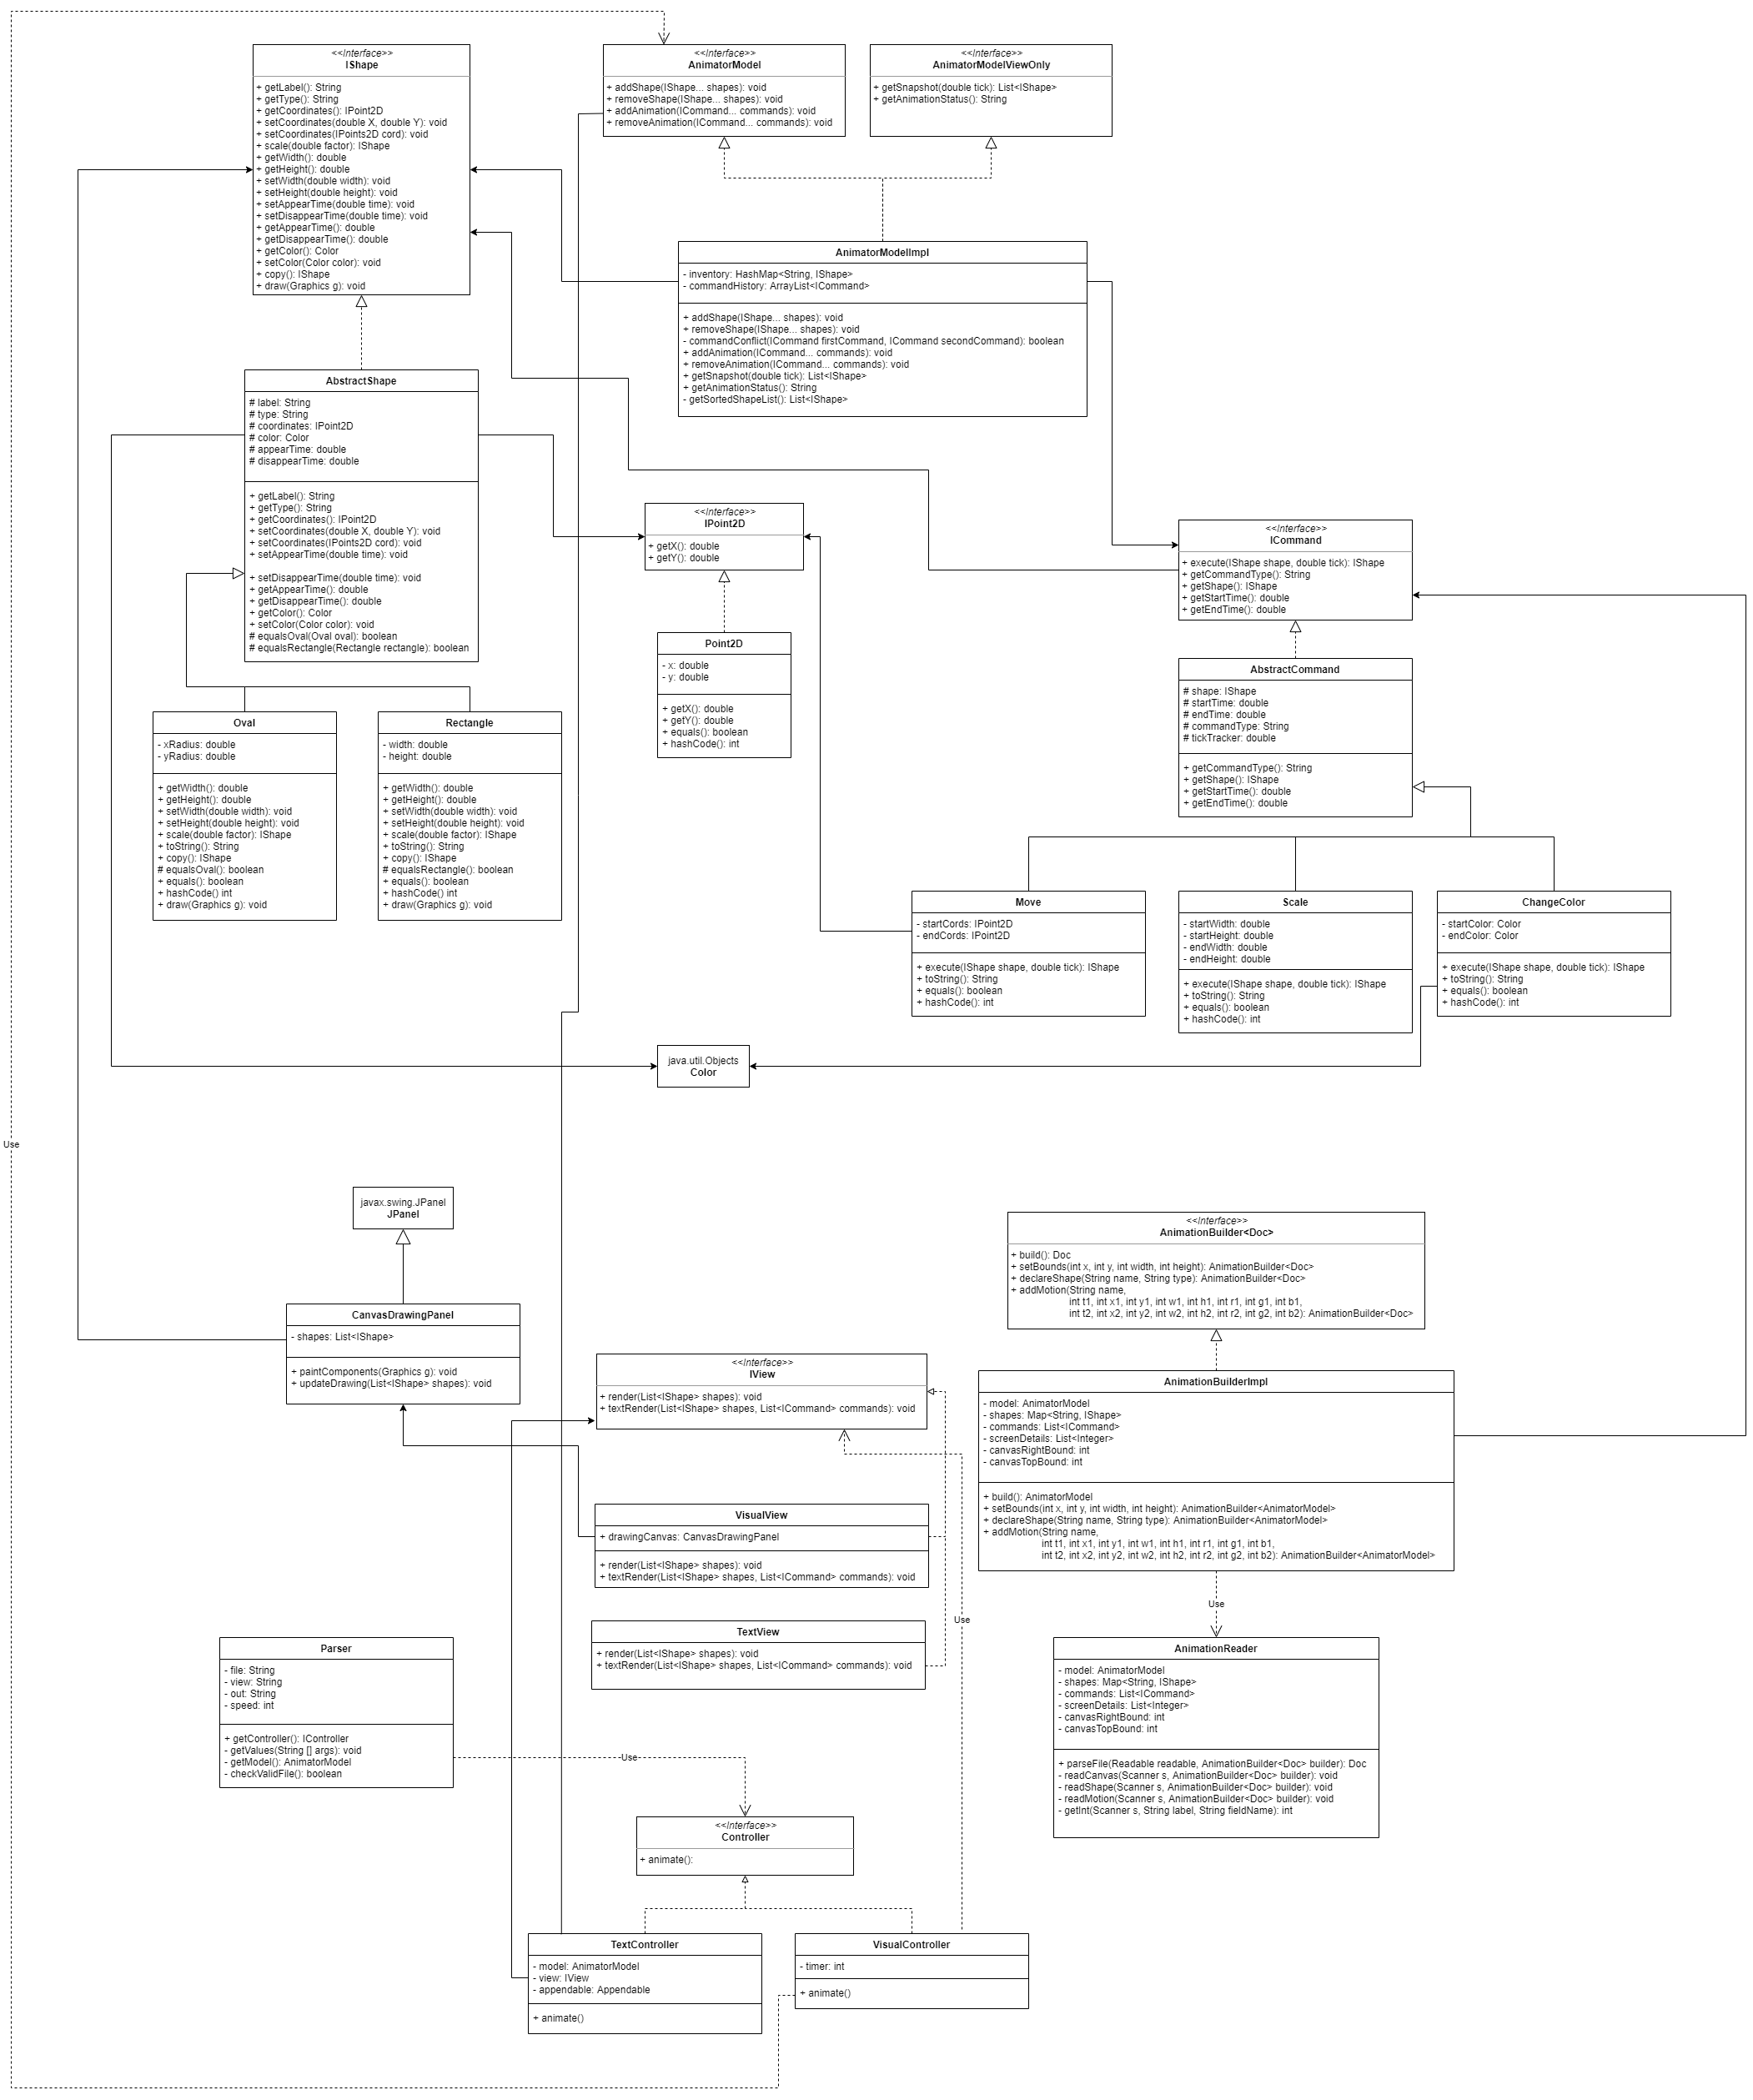 <<Interface>>
IShape
+ getLabel(): String
+ getType(): String
+ getCoordinates(): IPoint2D
+ setCoordinates(double X, double Y): void
+ setCoordinates(IPoints2D cord): void
+ scale(double factor): IShape
+ getWidth(): double
+ getHeight(): double
+ setWidth(double width): void
+ setHeight(double height): void
+ setAppearTime(double time): void
+ setDisappearTime(double time): void
+ getAppearTime(): double
+ getDisappearTime(): double
+ getColor(): Color
+ setColor(Color color): void
+ copy(): IShape
+ draw(Graphics g): void
<<Interface>>
AnimatorModel
+ addShape(IShape... shapes): void
+ removeShape(IShape... shapes): void
+ addAnimation(ICommand... commands): void
+ removeAnimation(ICommand... commands): void
<<Interface>>
AnimatorModelViewOnly
+ getSnapshot(double tick): List<IShape>
+ getAnimationStatus(): String
AnimatorModelImpl
- inventory: HashMap<String, IShape>
- commandHistory: ArrayList<ICommand>
+ addShape(IShape... shapes): void
+ removeShape(IShape... shapes): void
- commandConflict(ICommand firstCommand, ICommand secondCommand): boolean
+ addAnimation(ICommand... commands): void
+ removeAnimation(ICommand... commands): void
+ getSnapshot(double tick): List<IShape>
+ getAnimationStatus(): String
- getSortedShapeList(): List<IShape>
AbstractShape
# label: String
# type: String
# coordinates: IPoint2D
# color: Color
# appearTime: double
# disappearTime: double
+ getLabel(): String
+ getType(): String
+ getCoordinates(): IPoint2D
+ setCoordinates(double X, double Y): void
+ setCoordinates(IPoints2D cord): void
+ setAppearTime(double time): void
+ setDisappearTime(double time): void
+ getAppearTime(): double
+ getDisappearTime(): double
+ getColor(): Color
+ setColor(Color color): void
# equalsOval(Oval oval): boolean
# equalsRectangle(Rectangle rectangle): boolean
<<Interface>>
IPoint2D
+ getX(): double
+ getY(): double
Point2D
- x: double
- y: double
+ getX(): double
+ getY(): double
+ equals(): boolean
+ hashCode(): int
<<Interface>>
ICommand
+ execute(IShape shape, double tick): IShape
+ getCommandType(): String
+ getShape(): IShape
+ getStartTime(): double
+ getEndTime(): double
AbstractCommand
# shape: IShape
# startTime: double
# endTime: double
# commandType: String
# tickTracker: double
+ getCommandType(): String
+ getShape(): IShape
+ getStartTime(): double
+ getEndTime(): double
Oval
- xRadius: double
- yRadius: double
+ getWidth(): double
+ getHeight(): double
+ setWidth(double width): void
+ setHeight(double height): void
+ scale(double factor): IShape
+ toString(): String
+ copy(): IShape
# equalsOval(): boolean
+ equals(): boolean
+ hashCode() int
+ draw(Graphics g): void
Rectangle
- width: double
- height: double
+ getWidth(): double
+ getHeight(): double
+ setWidth(double width): void
+ setHeight(double height): void
+ scale(double factor): IShape
+ toString(): String
+ copy(): IShape
# equalsRectangle(): boolean
+ equals(): boolean
+ hashCode() int
+ draw(Graphics g): void
Move
- startCords: IPoint2D
- endCords: IPoint2D
+ execute(IShape shape, double tick): IShape
+ toString(): String
+ equals(): boolean
+ hashCode(): int
Scale
- startWidth: double
- startHeight: double
- endWidth: double
- endHeight: double
+ execute(IShape shape, double tick): IShape
+ toString(): String
+ equals(): boolean
+ hashCode(): int
ChangeColor
- startColor: Color
- endColor: Color
+ execute(IShape shape, double tick): IShape
+ toString(): String
+ equals(): boolean
+ hashCode(): int
java.util.Objects
Color
Use
javax.swing.JPanel
JPanel
CanvasDrawingPanel
- shapes: List<IShape>
+ paintComponents(Graphics g): void
+ updateDrawing(List<IShape> shapes): void
<<Interface>>
AnimationBuilder<Doc>
+ build(): Doc
+ setBounds(int x, int y, int width, int height): AnimationBuilder<Doc>
+ declareShape(String name, String type): AnimationBuilder<Doc>
+ addMotion(String name,
int t1, int x1, int y1, int w1, int h1, int r1, int g1, int b1,
int t2, int x2, int y2, int w2, int h2, int r2, int g2, int b2): AnimationBuilder<Doc>
<<Interface>>
IView
+ render(List<IShape> shapes): void
+ textRender(List<IShape> shapes, List<ICommand> commands): void
AnimationBuilderImpl
- model: AnimatorModel
- shapes: Map<String, IShape>
- commands: List<ICommand>
- screenDetails: List<Integer>
- canvasRightBound: int
- canvasTopBound: int
+ build(): AnimatorModel
+ setBounds(int x, int y, int width, int height): AnimationBuilder<AnimatorModel>
+ declareShape(String name, String type): AnimationBuilder<AnimatorModel>
+ addMotion(String name,
int t1, int x1, int y1, int w1, int h1, int r1, int g1, int b1,
int t2, int x2, int y2, int w2, int h2, int r2, int g2, int b2): AnimationBuilder<AnimatorModel>
VisualView
+ drawingCanvas: CanvasDrawingPanel
+ render(List<IShape> shapes): void
+ textRender(List<IShape> shapes, List<ICommand> commands): void
Use
TextView
+ render(List<IShape> shapes): void
+ textRender(List<IShape> shapes, List<ICommand> commands): void
Use
Parser
- file: String
- view: String
- out: String
- speed: int
+ getController(): IController
- getValues(String [] args): void
- getModel(): AnimatorModel
- checkValidFile(): boolean
Use
AnimationReader
- model: AnimatorModel
- shapes: Map<String, IShape>
- commands: List<ICommand>
- screenDetails: List<Integer>
- canvasRightBound: int
- canvasTopBound: int
+ parseFile(Readable readable, AnimationBuilder<Doc> builder): Doc
- readCanvas(Scanner s, AnimationBuilder<Doc> builder): void
- readShape(Scanner s, AnimationBuilder<Doc> builder): void
- readMotion(Scanner s, AnimationBuilder<Doc> builder): void
- getInt(Scanner s, String label, String fieldName): int
<<Interface>>
Controller
+ animate():
TextController
- model: AnimatorModel
- view: IView
- appendable: Appendable
+ animate()
VisualController
- timer: int
+ animate()